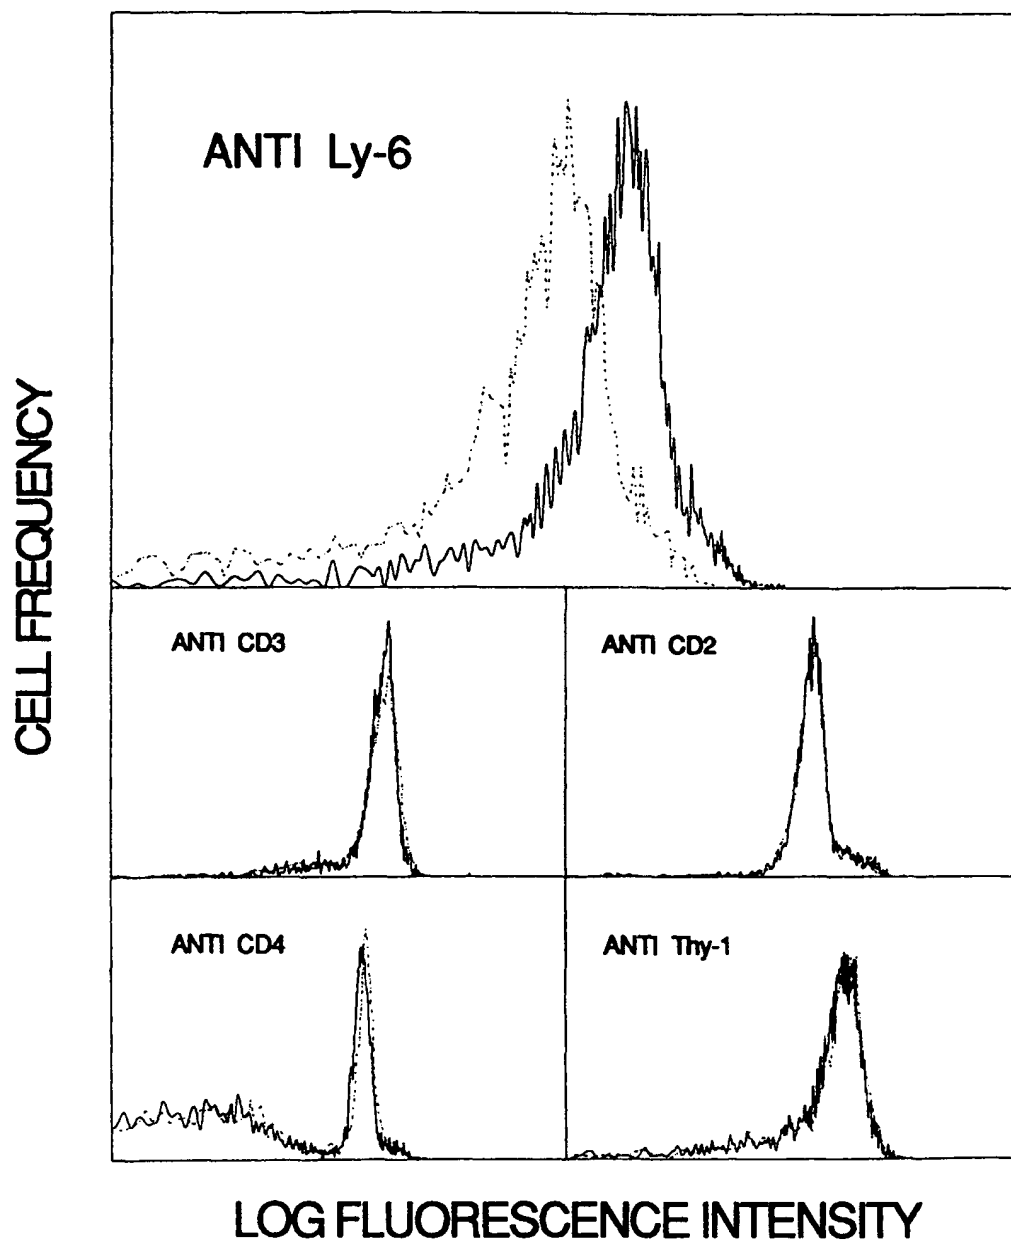 ANTI Ly-6
CELL FREQUENCY
ANTI CD3
ANTI CD2
ANTI CD4
ANTI Thy-1
LOG FLUORESCENCE INTENSITY